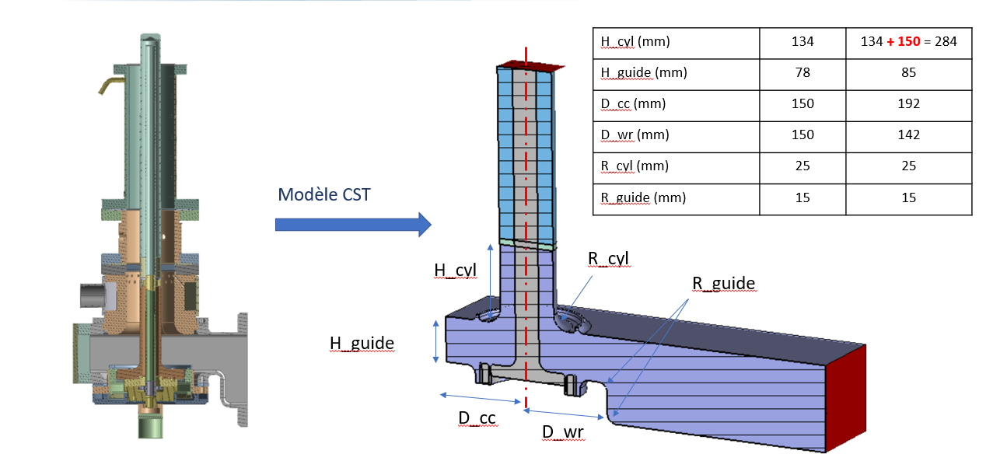 H_cyl (mm) 134 134 + 150 = 284
H_guide (mm) 78 85
D_cc (mm) 150 192
D_wr (mm) 150 142
R_cyl (mm) 25 25
R_guide (mm) 15 15
Modèle CST
H_cyl
R_cyl
R_guide
H_guide
D_cc
D_wr